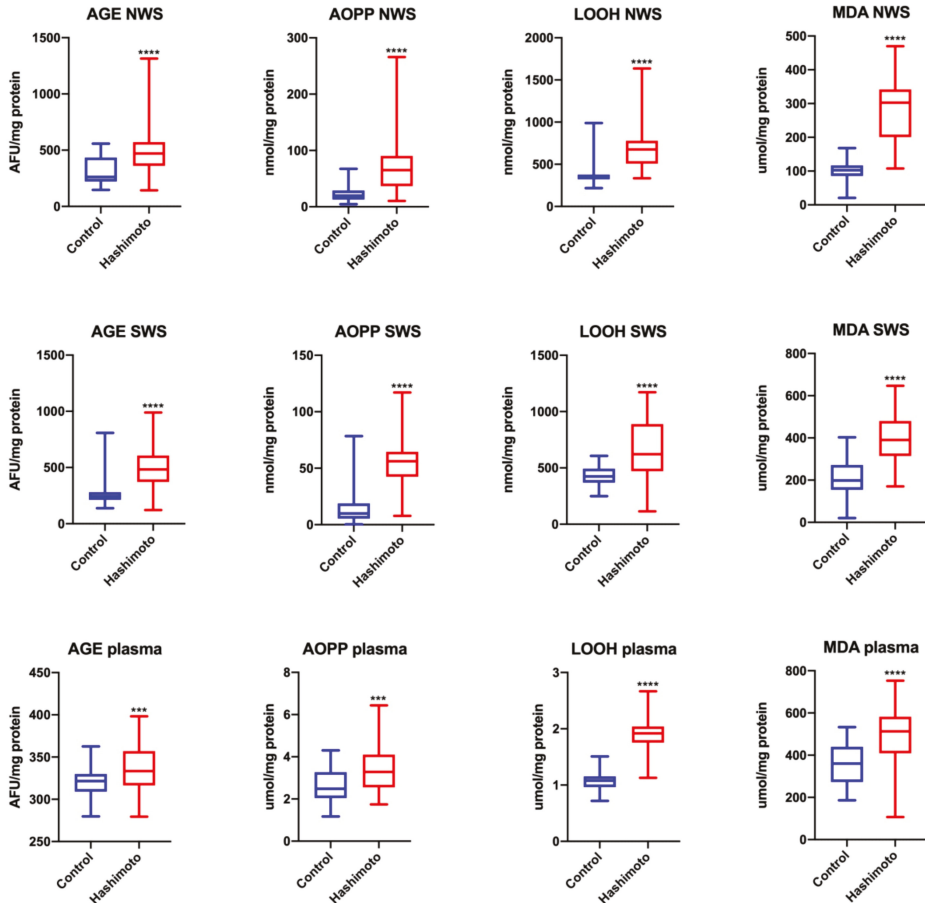 AGE NWS
AOPP NWS
LOOH NWS
MDA NWS
AFU/mg protein
1500
1000
500
0
****
Control
Hashimoto
nmol/mg protein
300
200
100
0
****
Control
Hashimoto
nmol/mg protein
2000
1500
1000
500
0
****
Control
Hashimoto
umol/mg protein
500
400
300
200
100
0
****
Control
Hashimoto
AGE SWS
AOPP SWS
LOOH SWS
MDA SWS
AFU/mg protein
1500
1000
500
0
****
Control
Hashimoto
nmol/mg protein
150
100
50
0
****
Control
Hashimoto
nmol/mg protein
1500
1000
500
0
****
Control
Hashimoto
umol/mg protein
800
600
400
200
0
****
Control
Hashimoto
AGE plasma
AOPP plasma
LOOH plasma
MDA plasma
AFU/mg protein
450
400
350
300
250
***
Control
Hashimoto
umol/mg protein
8
6
4
2
0
***
Control
Hashimoto
umol/mg protein
3
2
1
0
****
Control
Hashimoto
umol/mg protein
800
600
400
200
0
****
Control
Hashimoto